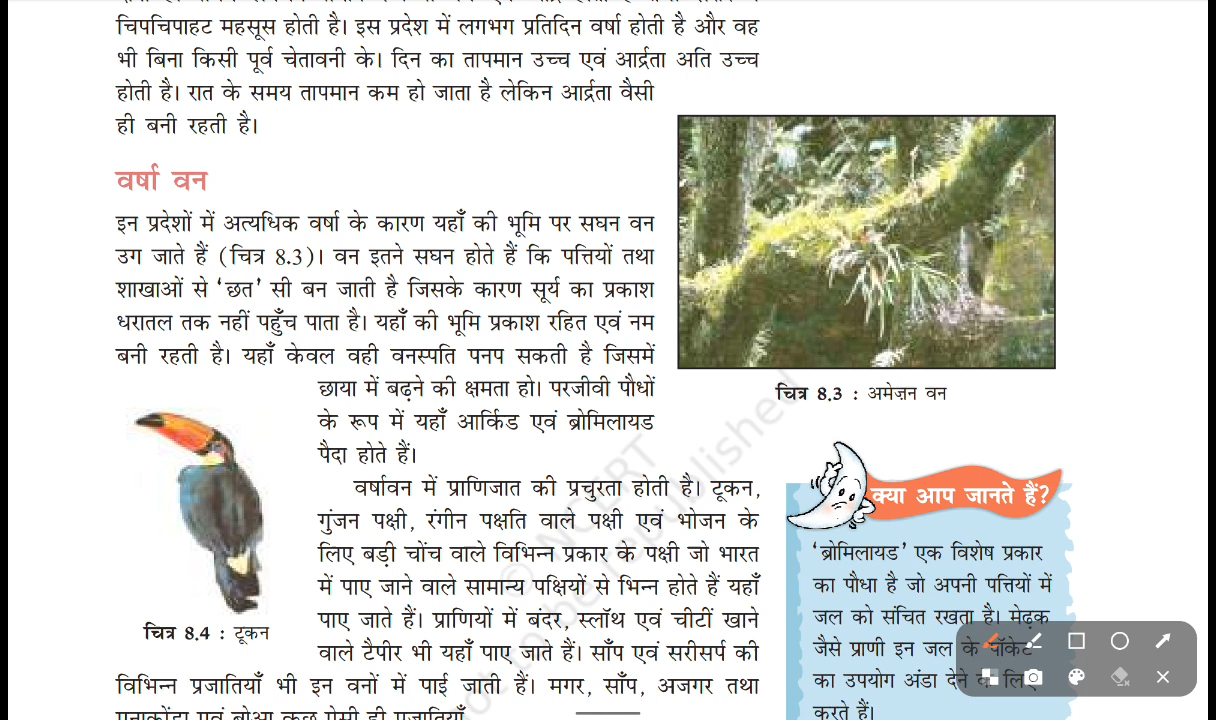 चिपचिपाहट महसूस होती है। इस प्रदेश में लगभग प्रतिदिन वर्षा होती है और वह
भी बिना किसी पूर्व चेतावनी के। दिन का तापमान उच्च एवं आर्द्रता अति उच्च
होती है। रात के समय तापमान कम हो जाता है लेकिन आर्द्रता वैसी
ही बनी रहती है।
वर्षा वन
इन प्रदेशों में अत्यधिक वर्षा के कारण यहाँ की भूमि पर सघन वन
उग जाते हैं (चित्र 8.3)। वन इतने सघन होते हैं कि पत्तियों तथा
शाखाओं से ‘छत’ सी बन जाती है जिसके कारण सूर्य का प्रकाश
धरातल तक नहीं पहुँच पाता है। यहाँ की भूमि प्रकाश रहित एवं नम
बनी रहती है। यहाँ केवल वही वनस्पति पनप सकती है जिसमें
छाया में बढ़ने की क्षमता हो। परजीवी पौधों
के रूप में यहाँ आर्किड एवं ब्रोमिलायड
पैदा होते हैं।
वर्षावन में प्राणिजात की प्रचुरता होती है। टूकन,
गुंजन पक्षी, रंगीन पक्षति वाले पक्षी एवं भोजन के
लिए बड़ी चोंच वाले विभिन्न प्रकार के पक्षी जो भारत
में पाए जाने वाले सामान्य पक्षियों से भिन्न होते हैं यहाँ
पाए जाते हैं। प्राणियों में बंदर, स्लॉथ एवं चीटीं खाने
वाले टैपीर भी यहाँ पाए जाते हैं। साँप एवं सरीसर्प की
विभिन्न प्रजातियाँ भी इन वनों में पाई जाती हैं। मगर, साँप, अजगर तथा
चित्र 8.4 : टूकन
चित्र 8.3 : अमेज़न वन
क्या आप जानते हैं?
‘ब्रोमिलायड’ एक विशेष प्रकार
का पौधा है जो अपनी पत्तियों में
जल को संचित रखता है। मेढ़क
जैसे प्राणी इन जल के पॉकेट
का उपयोग अंडा देने के लिए
करते हैं।
© NCERT
not to be republished